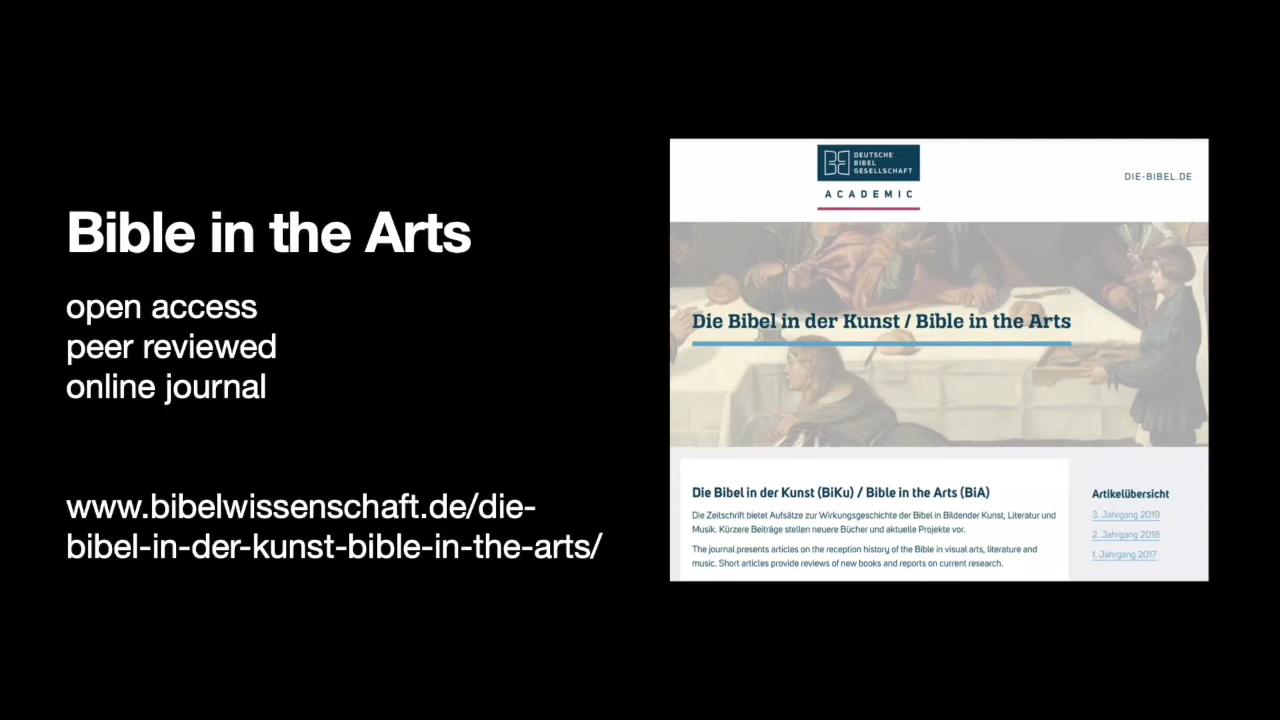 Bible in the Arts
open access
peer reviewed
online journal
www.bibelwissenschaft.de/die-
bibel-in-der-kunst-bible-in-the-arts/
DEUTSCHE
BIBEL
GESELLSCHAFT
ACADEMIC
DIE-BIBEL.DE
Die Bibel in der Kunst / Bible in the Arts
Die Bibel in der Kunst (BiKu) / Bible in the Arts (BiA)
Die Zeitschrift bietet Aufsätze zur Wirkungsgeschichte der Bibel in Bildender Kunst, Literatur und
Musik. Kürzere Beiträge stellen neuere Bücher und aktuelle Projekte vor.
The journal presents articles on the reception history of the Bible in visual arts, literature and
music. Short articles provide reviews of new books and reports on current research.
Artikelübersicht
3. Jahrgang 2019
2. Jahrgang 2018
1. Jahrgang 2017